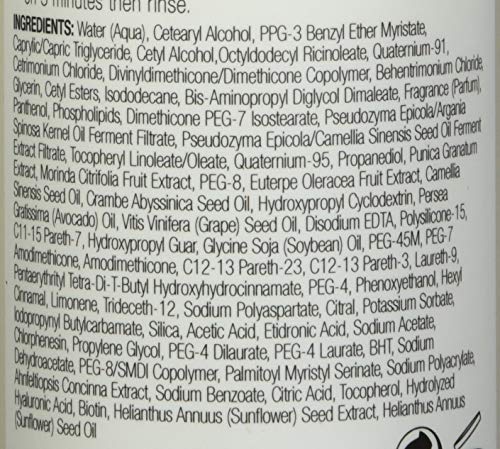 on 5 minutes then rinse.
INGREDIENTS: Water (Aqua), Cetearyl Alcohol, PPG-3 Benzyl Ether Myristate,
Caprylic/Capric Triglyceride, Cetyl Alcohol,Octyldodecyl Ricinoleate, Quaternium-91,
Cetrimonium Chloride, Divinyldimethicone/Dimethicone Copolymer, Behentrimonium Chloride,
Glycerin, Cetyl Esters, Isododecane, Bis-Aminopropyl Diglycol Dimaleate, Fragrance (Parfum),
Panthenol, Phospholipids, Dimethicone PEG-7 Isostearate, Pseudozyma Epicola/Argania
Spinosa Kernel Oil Ferment Filtrate, Pseudozyma Epicola/Camellia Sinensis Seed Oil Ferment
Extract Filtrate, Tocopheryl Linoleate/Oleate, Quaternium-95, Propanediol, Punica Granatum
Extract, Morinda Citrifolia Fruit Extract, PEG-8, Euterpe Oleracea Fruit Extract, Camellia
Sinensis Seed Oil, Crambe Abyssinica Seed Oil, Hydroxypropyl Cyclodextrin, Persea
Gratissima (Avocado) Oil, Vitis Vinifera (Grape) Seed Oil, Disodium EDTA, Polysilicone-15,
C11-15 Pareth-7, Hydroxypropyl Guar, Glycine Soja (Soybean) Oil, PEG-45M, PEG-7
Amodimethicone, Amodimethicone, C12-13 Pareth-23, C12-13 Pareth-3, Laureth-9,
Pentaerythrityl Tetra-Di-T-Butyl Hydroxyhydrocinnamate, PEG-4, Phenoxyethanol, Hexyl
Cinnamal, Limonene, Trideceth-12, Sodium Polyaspartate, Citral, Potassium Sorbate,
Iodopropynyl Butylcarbamate, Silica, Acetic Acid, Etidronic Acid, Sodium Acetate,
Chlorphenesin, Propylene Glycol, PEG-4 Dilaurate, PEG-4 Laurate, BHT, Sodium
Dehydroacetate, PEG-8/SMDI Copolymer, Palmitoyl Myristyl Serinate, Sodium Polyacrylate,
Ahnfeltiopsis Concinna Extract, Sodium Benzoate, Citric Acid, Tocopherol, Hydrolyzed
Hyaluronic Acid, Biotin, Helianthus Annuus (Sunflower) Seed Extract, Helianthus Annuus
(Sunflower) Seed Oil